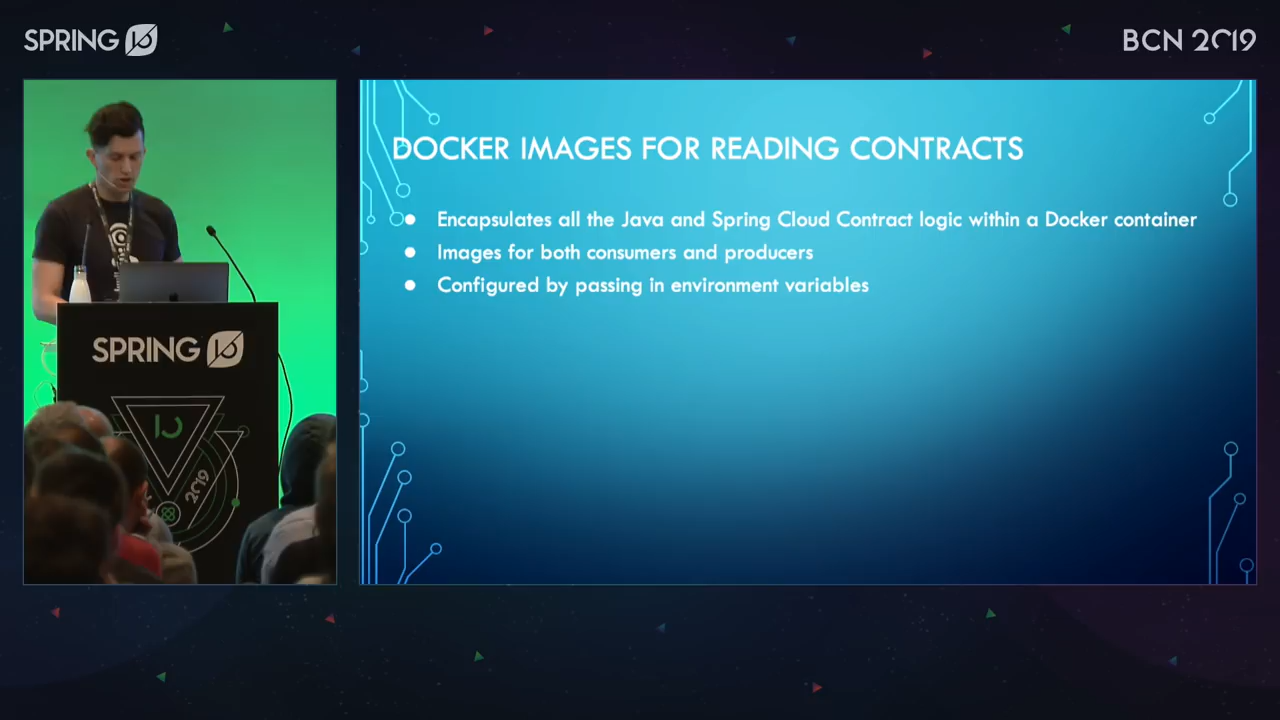 SPRING IO
BCN 2019
DOCKER IMAGES FOR READING CONTRACTS
Encapsulates all the Java and Spring Cloud Contract logic within a Docker container
Images for both consumers and producers
Configured by passing in environment variables
SPRING IO
IO
2019